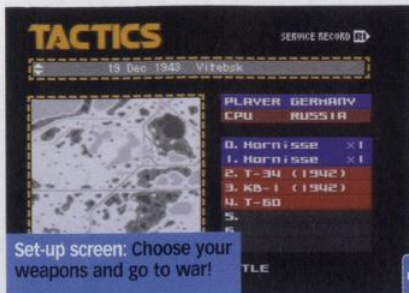 TACTICS
SERVICE RECORD R1
19 Dec 1943 Vitebsk
PLAYER GERMANY
CPU RUSSIA
0. Hornisse ×1
1. Hornisse ×1
2. T-34 (1942)
3. KB-1 (1942)
4. T-60
5.
Set-up screen: Choose your
weapons and go to war!
TLE